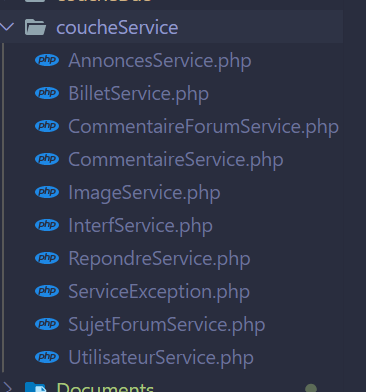 coucheService
php AnnoncesService.php
php BilletService.php
php CommentaireForumService.php
php CommentaireService.php
php ImageService.php
php InterfService.php
php RepondreService.php
php ServiceException.php
php SujetForumService.php
php UtilisateurService.php
Documents